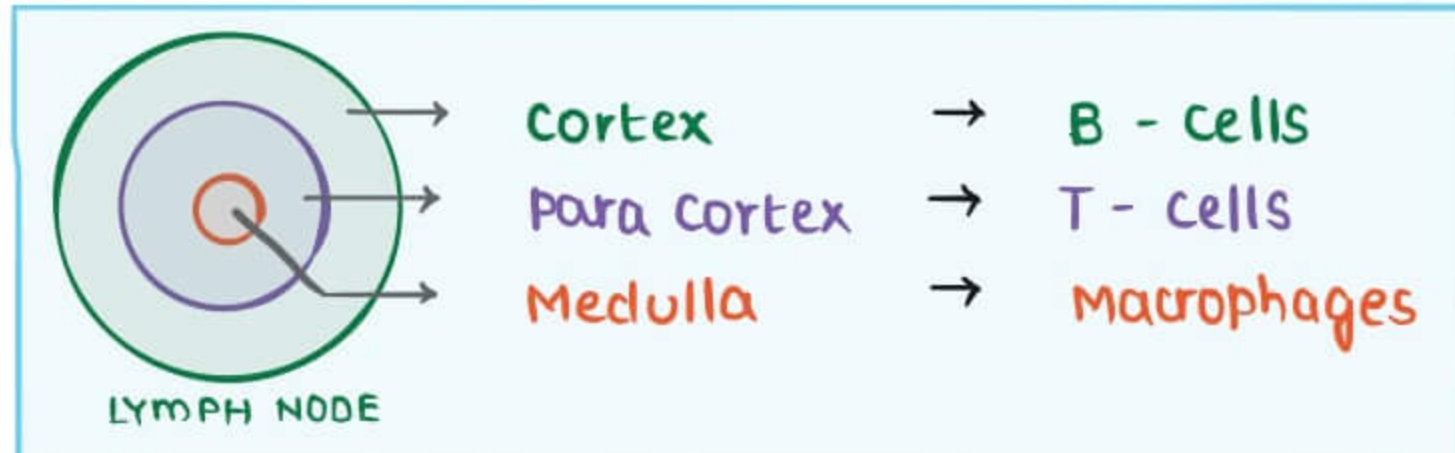 Cortex → B - cells
para cortex → T - cells
Medulla → Macrophages
LYMPH NODE